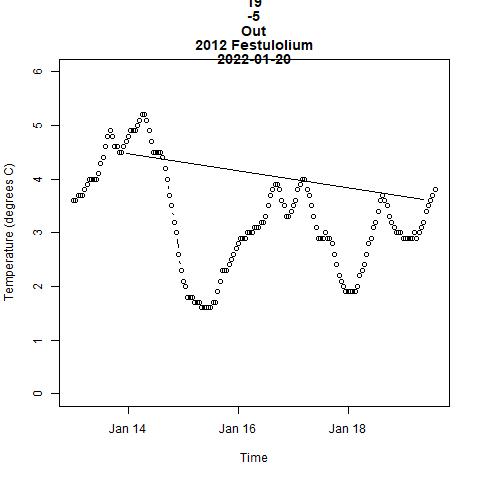 19
-5
Out
2012 Festulolium
2022-01-20
6
5
4
3
2
1
0
Temperature (degrees C)
Jan 14
Jan 16
Jan 18
Time